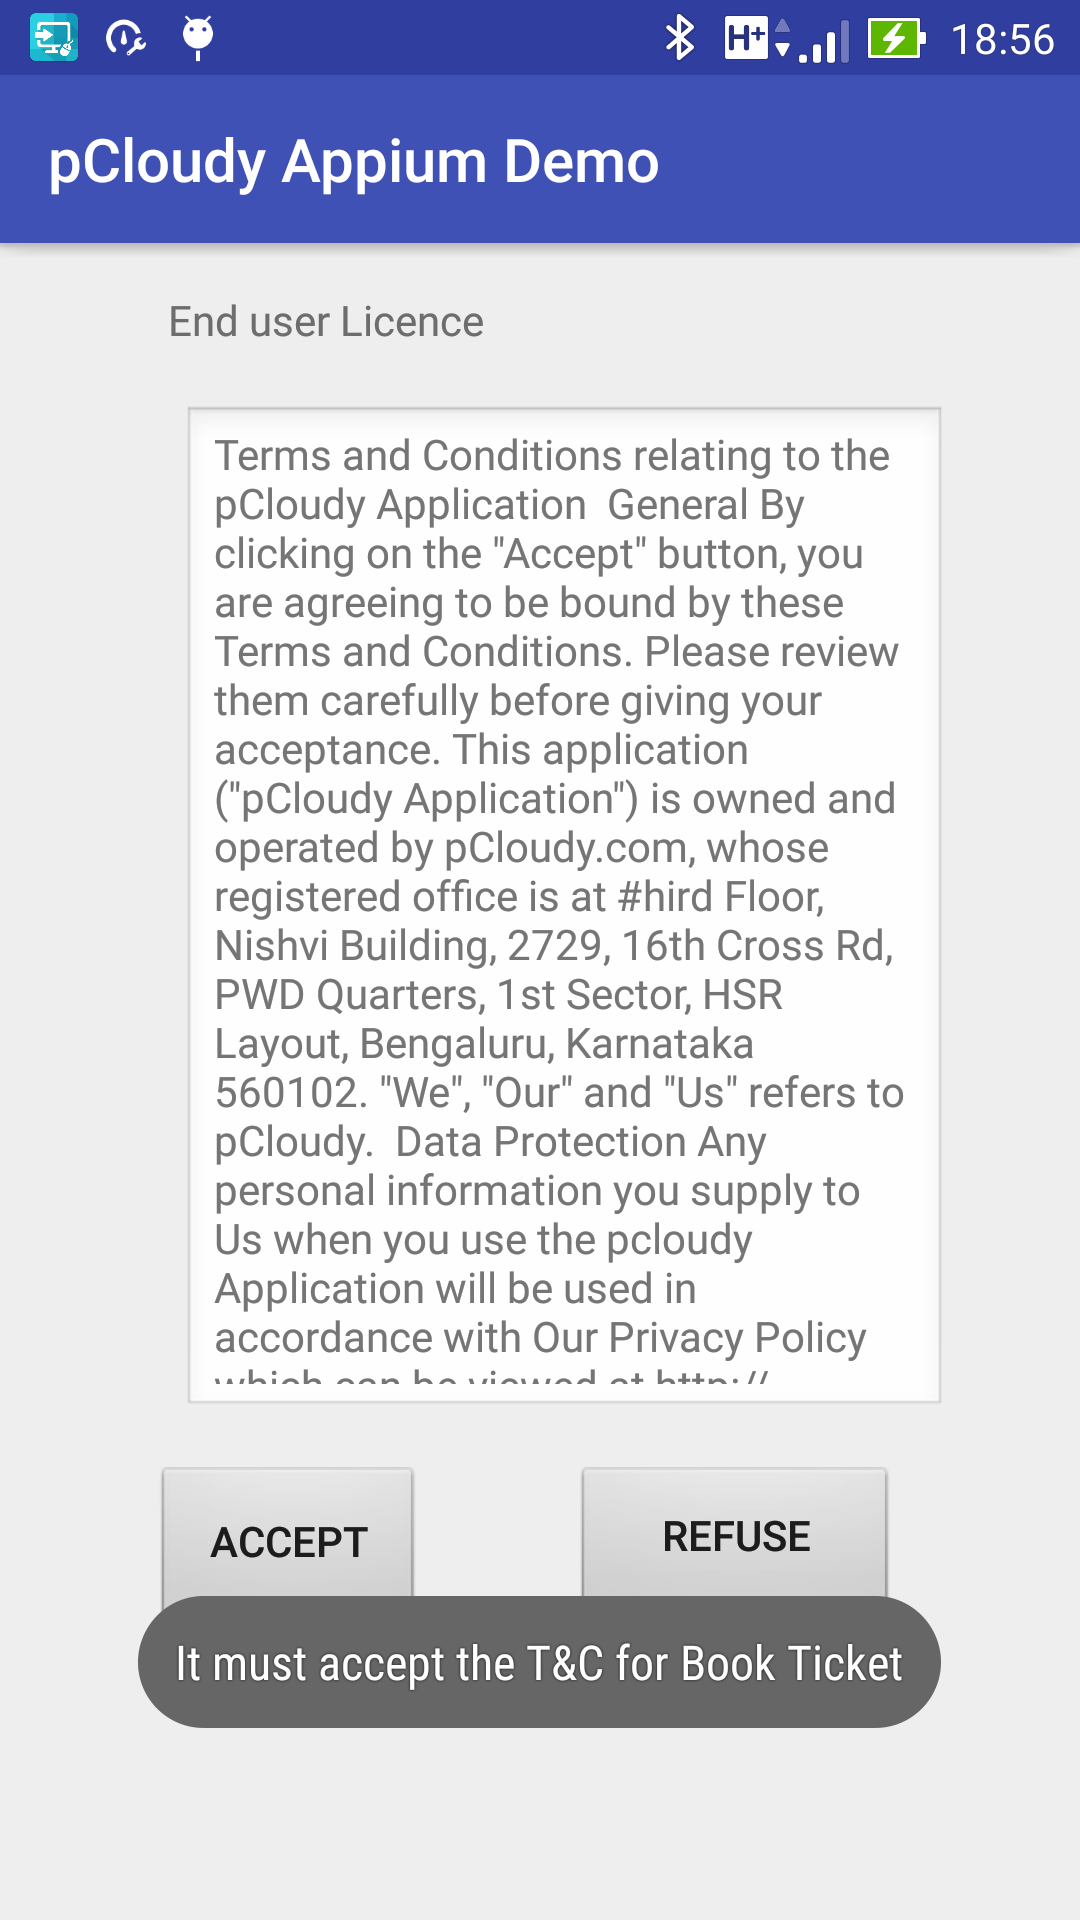 H+ 18:56
pCloudy Appium Demo
End user Licence
Terms and Conditions relating to the
pCloudy Application  General By
clicking on the "Accept" button, you
are agreeing to be bound by these
Terms and Conditions. Please review
them carefully before giving your
acceptance. This application
("pCloudy Application") is owned and
operated by pCloudy.com, whose
registered office is at #hird Floor,
Nishvi Building, 2729, 16th Cross Rd,
PWD Quarters, 1st Sector, HSR
Layout, Bengaluru, Karnataka
560102. "We", "Our" and "Us" refers to
pCloudy.  Data Protection Any
personal information you supply to
Us when you use the pcloudy
Application will be used in
accordance with Our Privacy Policy
which can be viewed at http://
ACCEPT
REFUSE
It must accept the T&C for Book Ticket